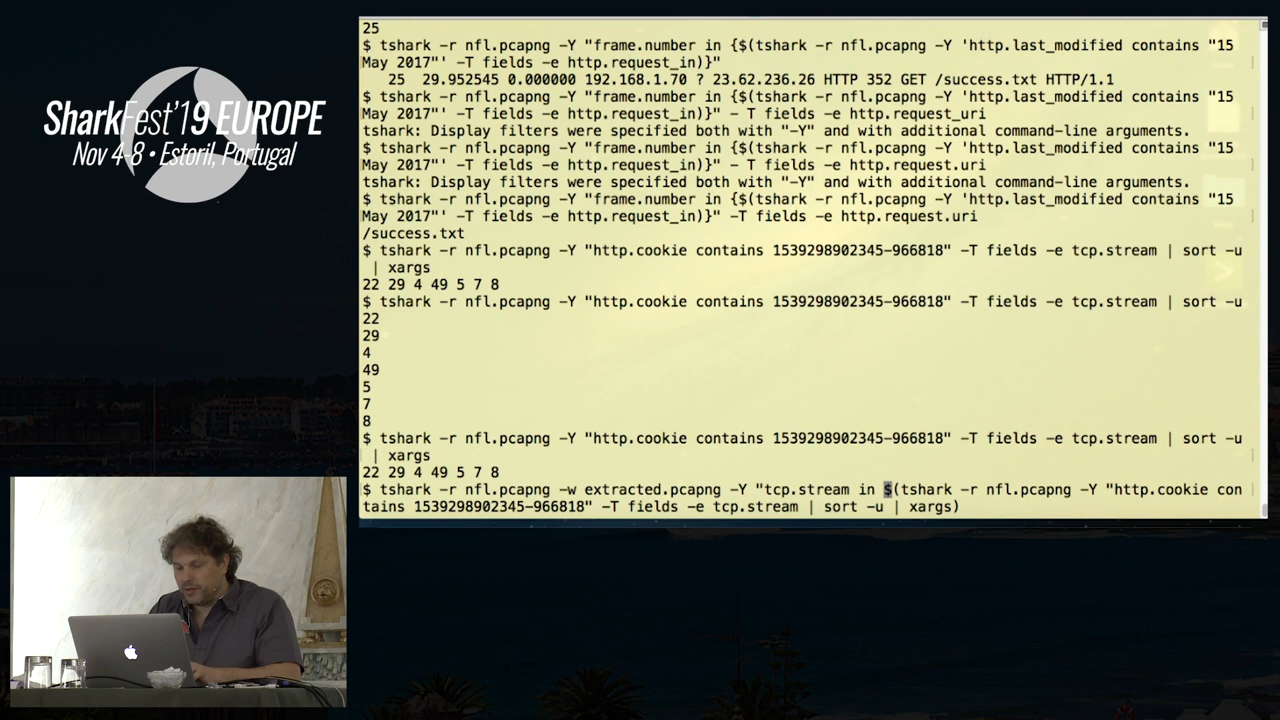 SharkFest'19 EUROPE
Nov 4-8 • Estoril, Portugal
25
$ tshark -r nfl.pcapng -Y "frame.number in {$(tshark -r nfl.pcapng -Y 'http.last_modified contains "15
May 2017"' -T fields -e http.request_in)}"
25 29.952545 0.000000 192.168.1.70 ? 23.62.236.26 HTTP 352 GET /success.txt HTTP/1.1
$ tshark -r nfl.pcapng -Y "frame.number in {$(tshark -r nfl.pcapng -Y 'http.last_modified contains "15
May 2017"' -T fields -e http.request_in)}" - T fields -e http.request_uri
tshark: Display filters were specified both with "-Y" and with additional command-line arguments.
$ tshark -r nfl.pcapng -Y "frame.number in {$(tshark -r nfl.pcapng -Y 'http.last_modified contains "15
May 2017"' -T fields -e http.request_in)}" - T fields -e http.request.uri
tshark: Display filters were specified both with "-Y" and with additional command-line arguments.
$ tshark -r nfl.pcapng -Y "frame.number in {$(tshark -r nfl.pcapng -Y 'http.last_modified contains "15
May 2017"' -T fields -e http.request_in)}" -T fields -e http.request.uri
/success.txt
$ tshark -r nfl.pcapng -Y "http.cookie contains 1539298902345-966818" -T fields -e tcp.stream | sort -u
| xargs
22 29 4 49 5 7 8
$ tshark -r nfl.pcapng -Y "http.cookie contains 1539298902345-966818" -T fields -e tcp.stream | sort -u
22
29
4
49
5
7
8
$ tshark -r nfl.pcapng -Y "http.cookie contains 1539298902345-966818" -T fields -e tcp.stream | sort -u
| xargs
22 29 4 49 5 7 8
$ tshark -r nfl.pcapng -w extracted.pcapng -Y "tcp.stream in $(tshark -r nfl.pcapng -Y "http.cookie con
tains 1539298902345-966818" -T fields -e tcp.stream | sort -u | xargs)